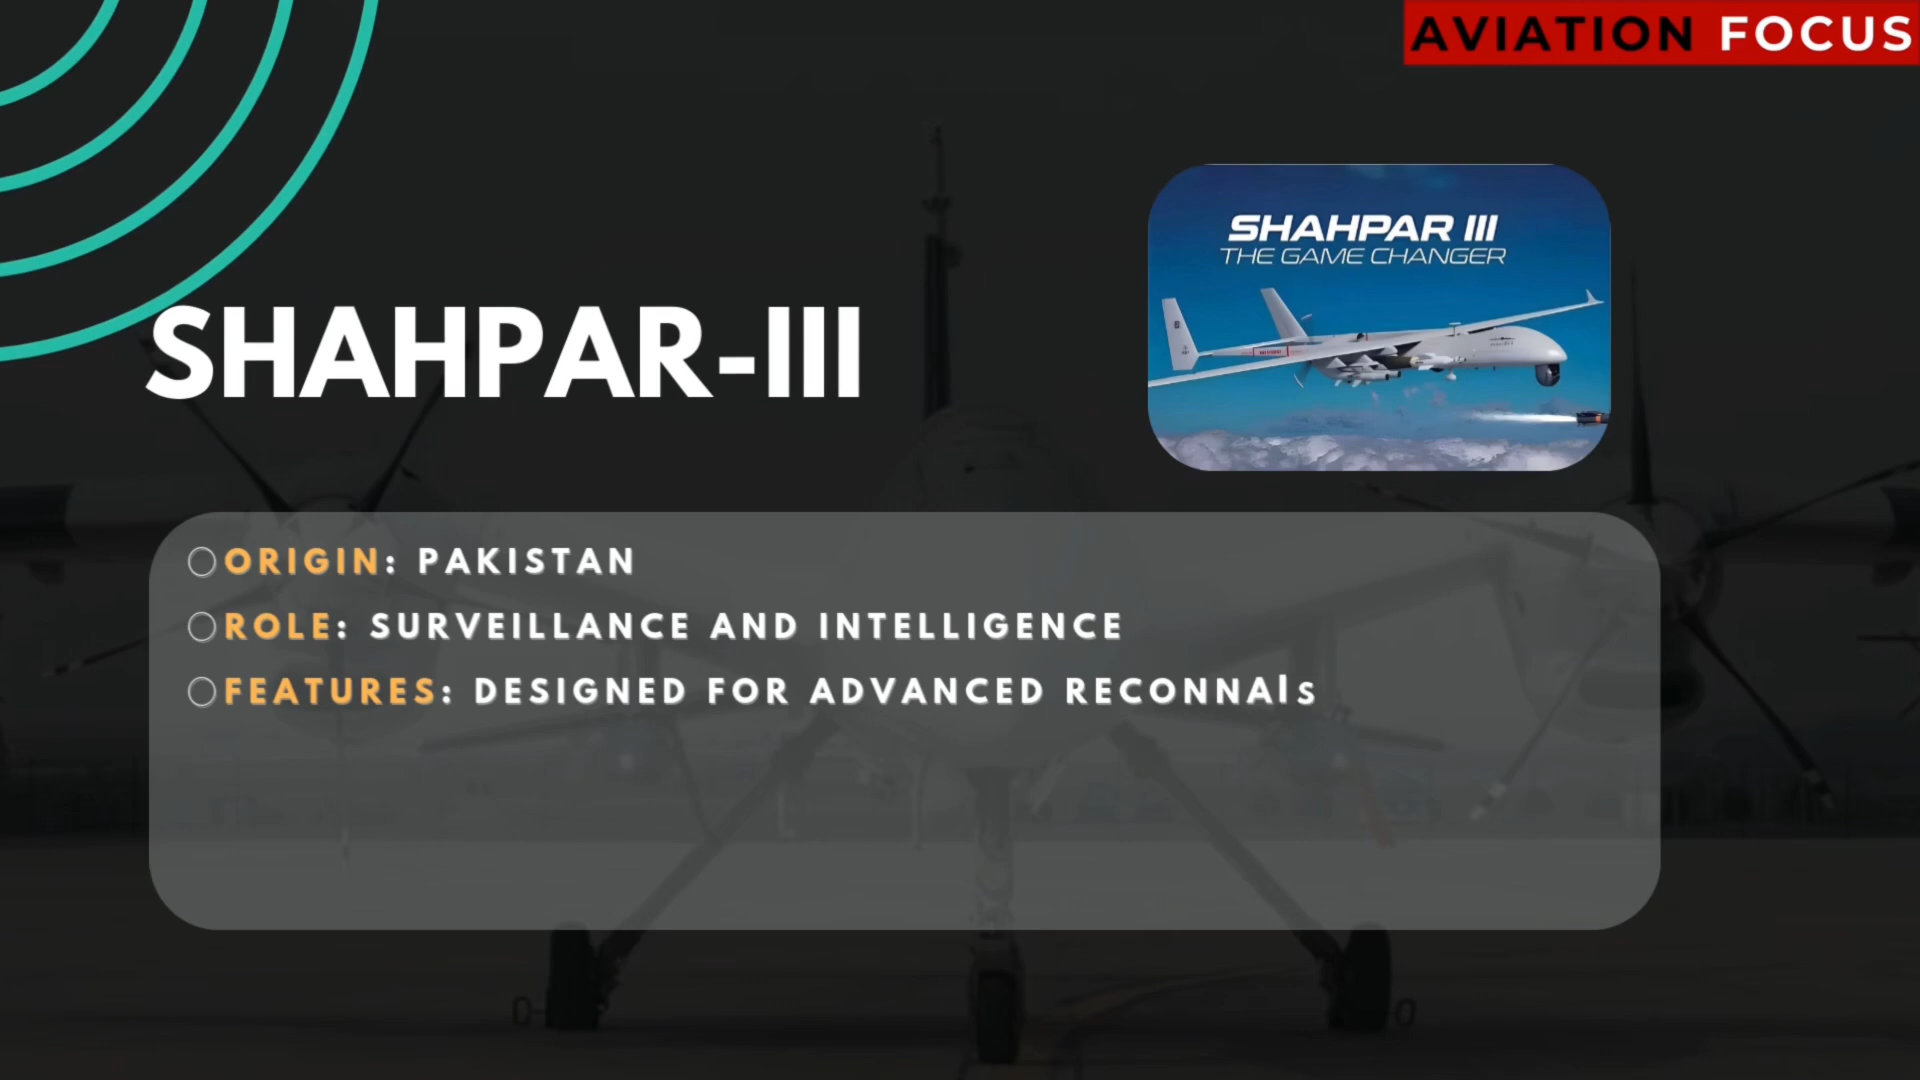 AVIATION FOCUS
SHAHPAR III
THE GAME CHANGER
SHAHPAR-III
ORIGIN: PAKISTAN
ROLE: SURVEILLANCE AND INTELLIGENCE
FEATURES: DESIGNED FOR ADVANCED RECONNAIS